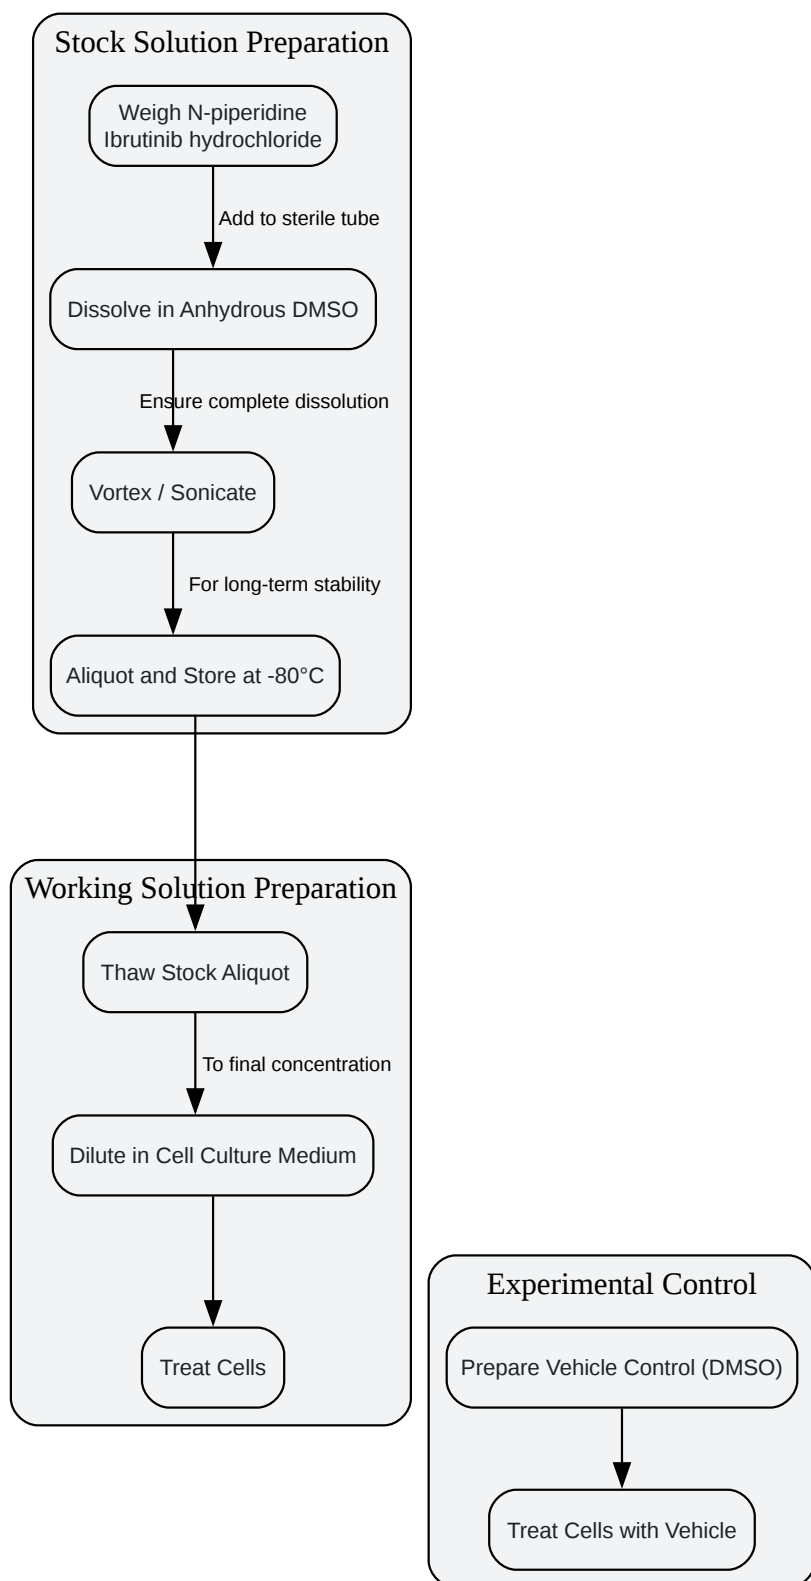 Stock Solution Preparation
Weigh N-piperidine
Ibrutinib hydrochloride
Add to sterile tube
Dissolve in Anhydrous DMSO
Ensure complete dissolution
Vortex / Sonicate
For long-term stability
Aliquot and Store at -80°C
Working Solution Preparation
Thaw Stock Aliquot
To final concentration
Dilute in Cell Culture Medium
Treat Cells
Experimental Control
Prepare Vehicle Control (DMSO)
Treat Cells with Vehicle